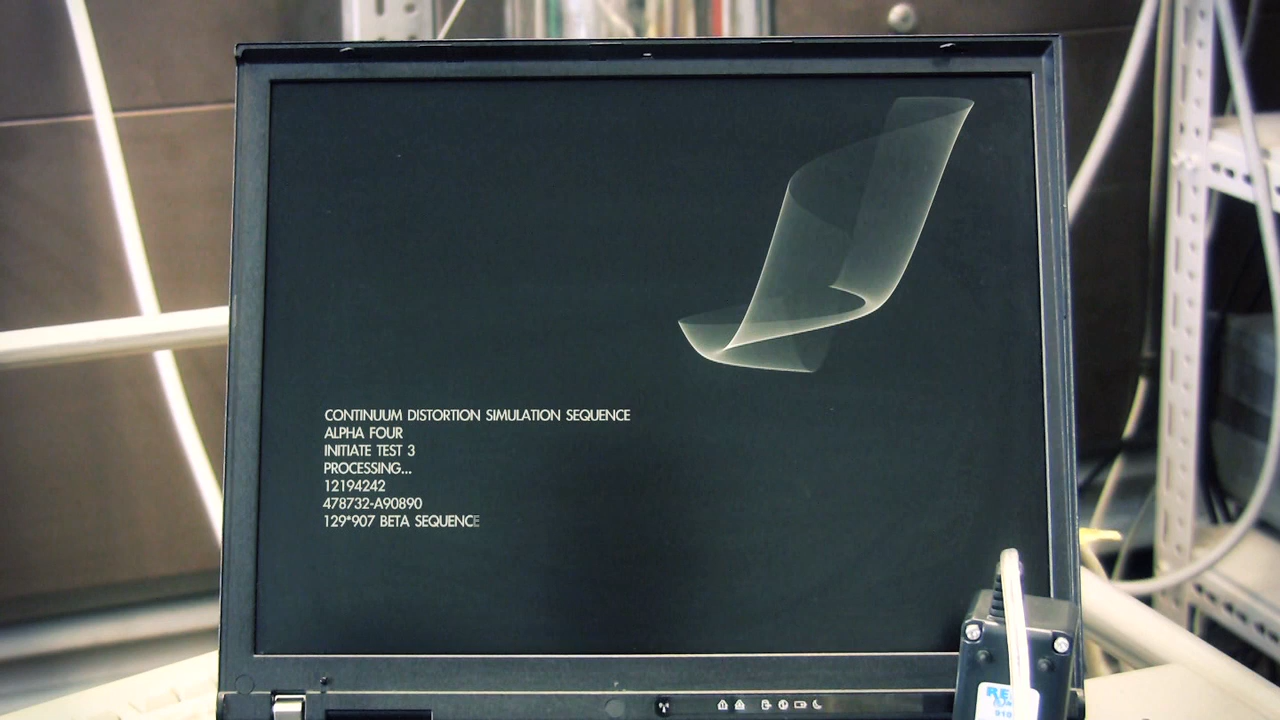 CONTINUUM DISTORTION SIMULATION SEQUENCE
ALPHA FOUR
INITIATE TEST 3
PROCESSING...
12194242
478732-A90890
129*907 BETA SEQUENCE